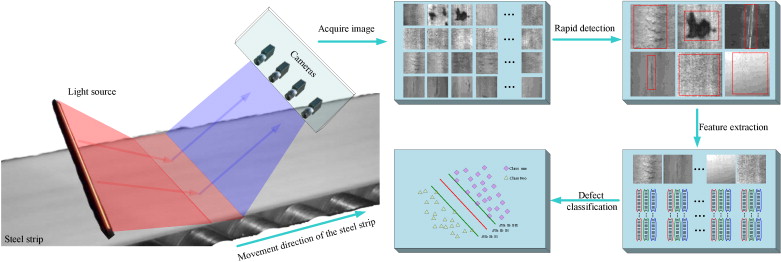 Acquire image
Rapid detection
Cameras
Light source
Feature extraction
Class one
Class two
Defect
classification
Steel strip
Movement direction of the steel strip